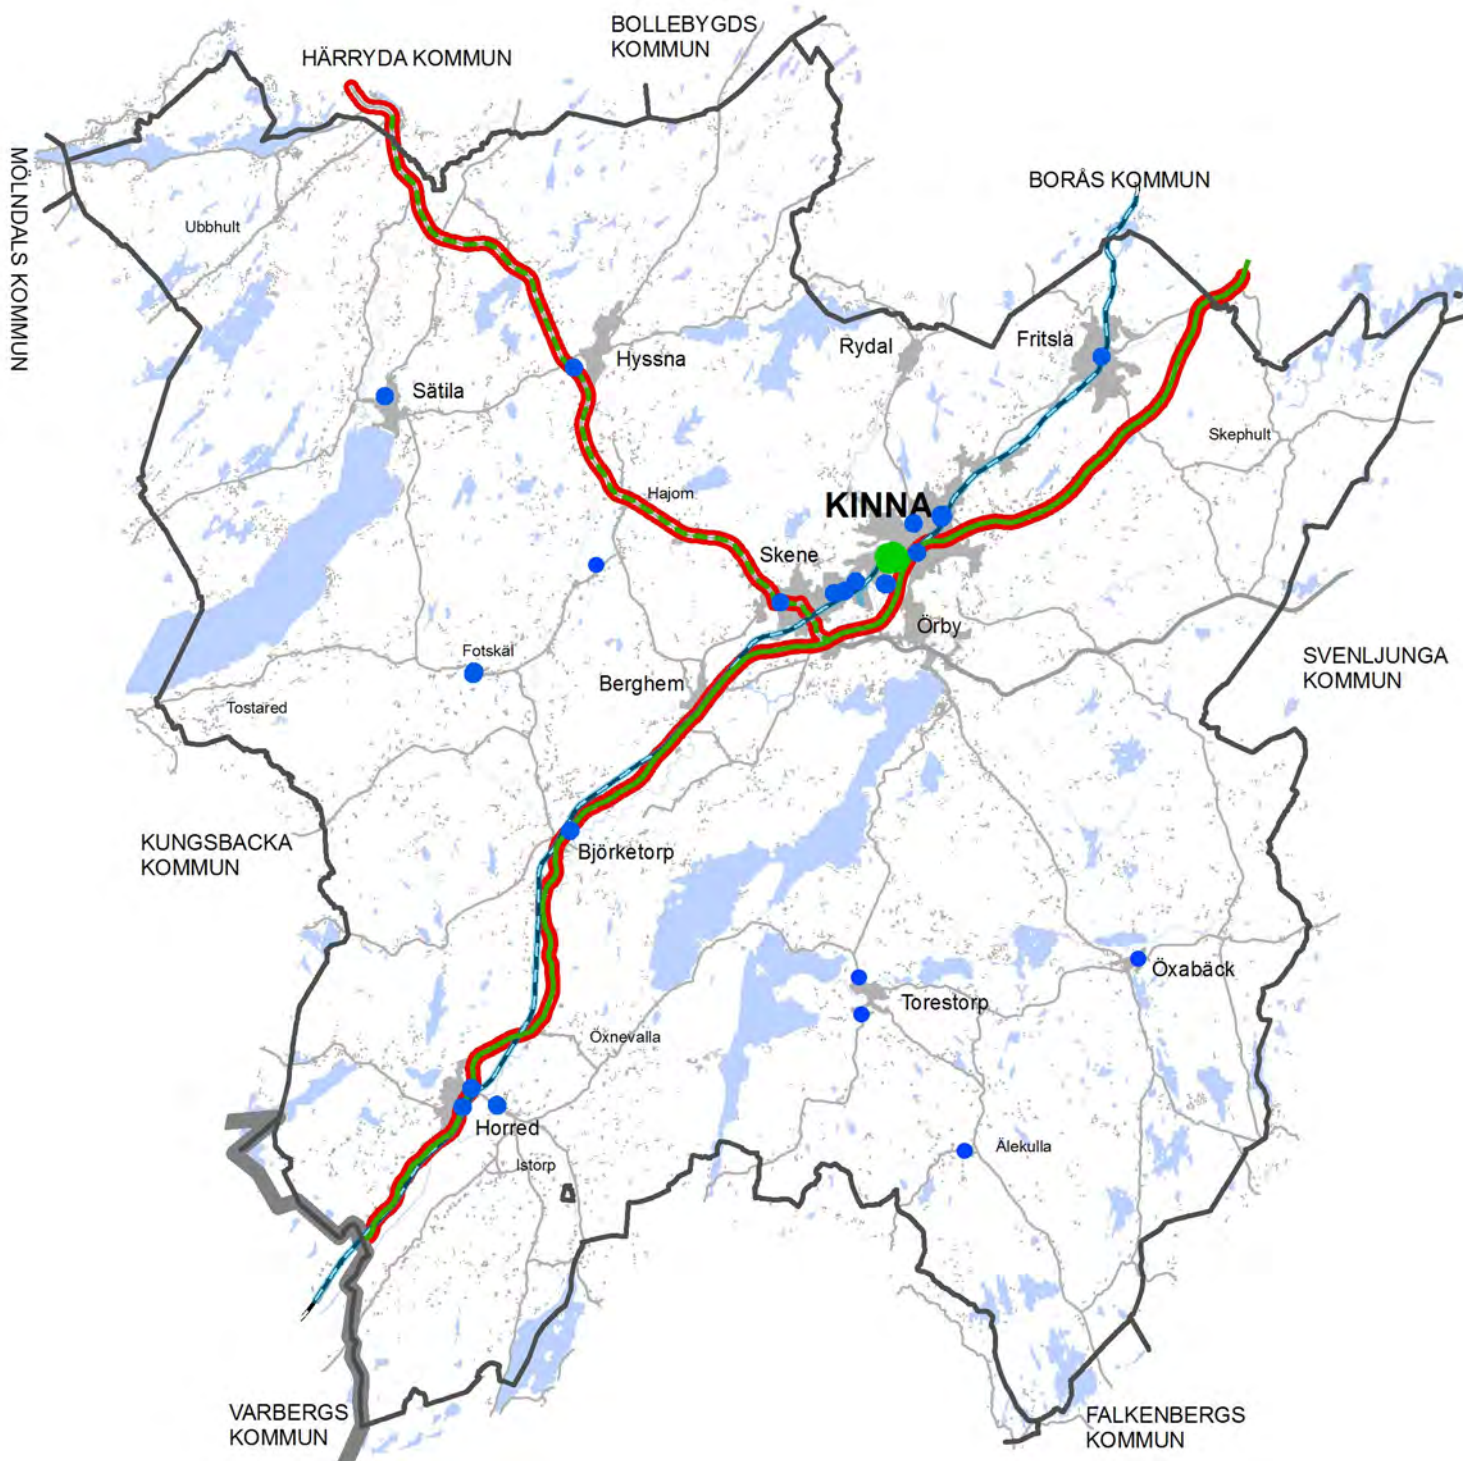 BOLLEBYGDS
KOMMUN
HÄRRYDA KOMMUN
MÖLNDALS KOMMUN
BORÅS KOMMUN
Ubbhult
Fritsla
Rydal
Hyssna
Sätila
Skephult
Hajom
KINNA
Skene
Örby
Fotskäl
SVENLJUNGA
KOMMUN
Berghem
Tostared
KUNGSBACKA
KOMMUN
Björketorp
Öxabäck
Torestorp
Öxnevalla
Horred
Älekulla
Istorp
VARBERGS
KOMMUN
FALKENBERGS
KOMMUN